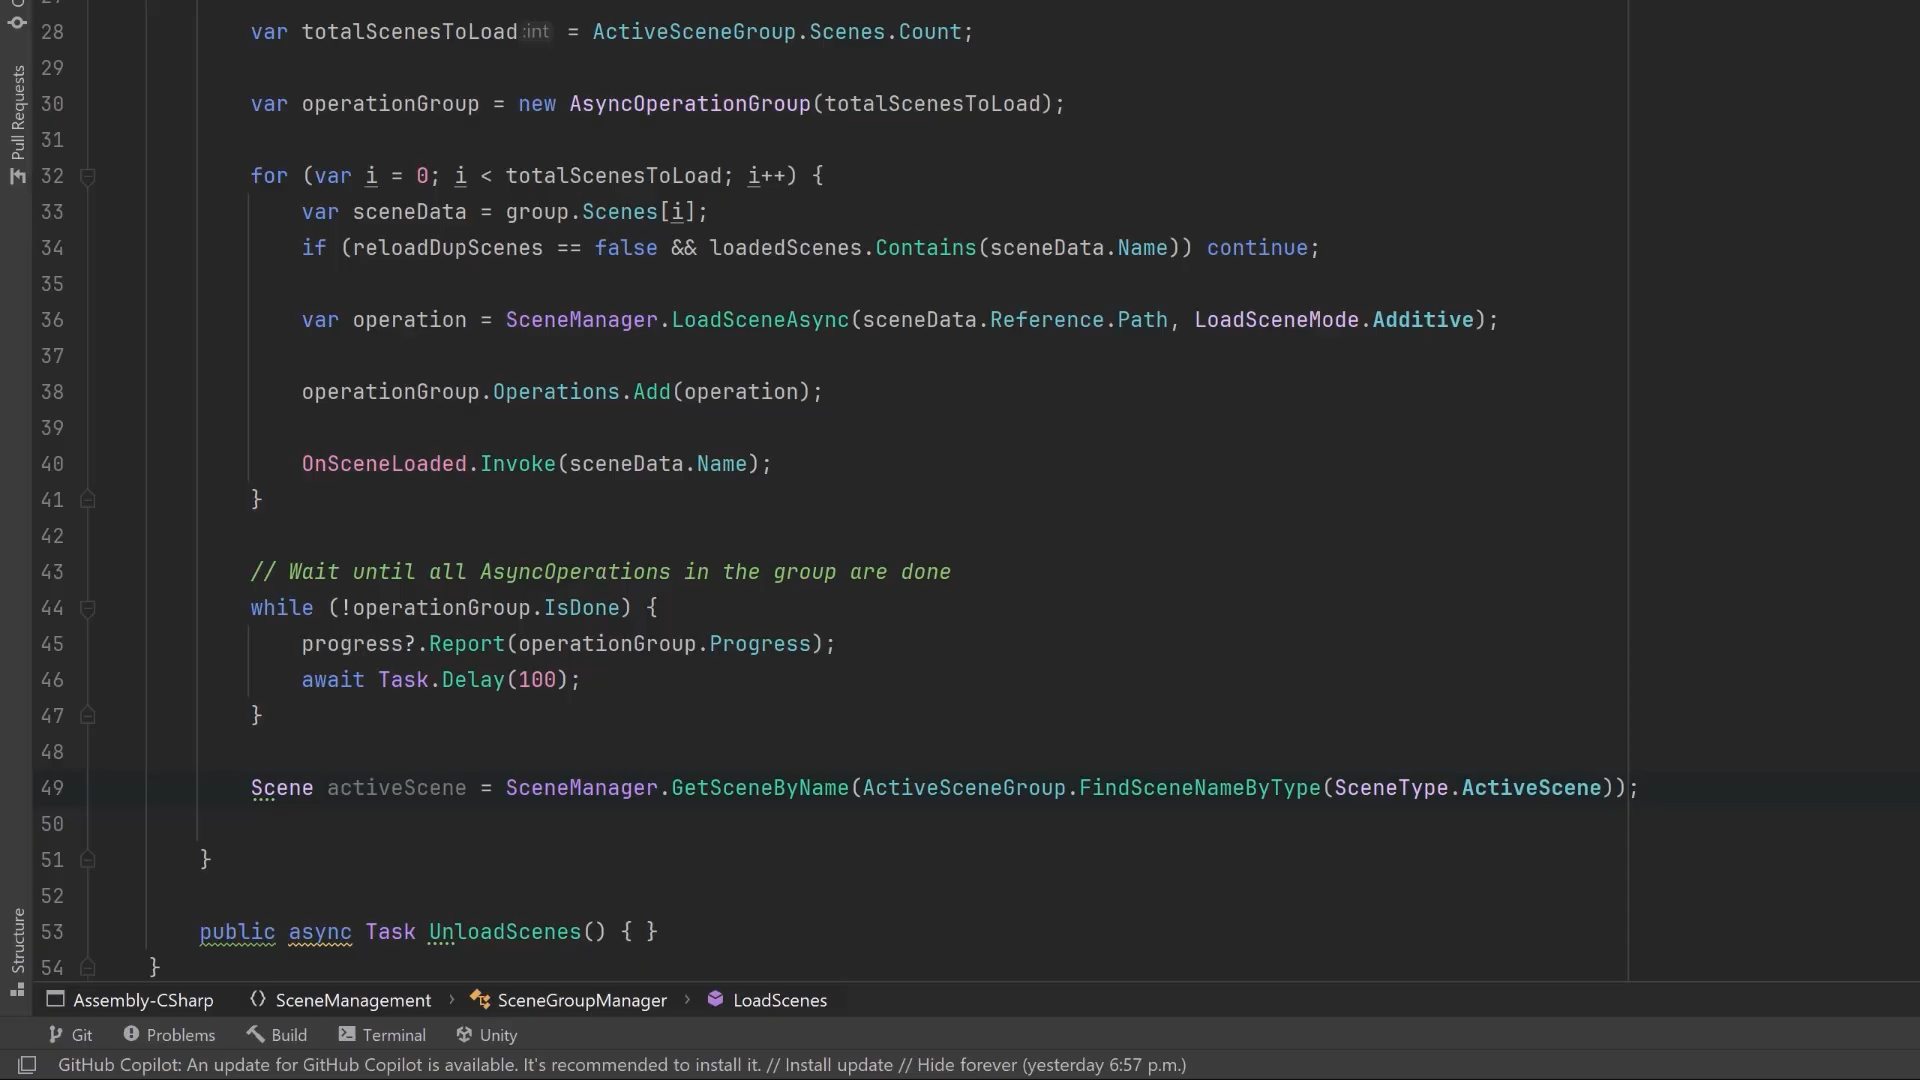 Pull Requests
Structure
27
28 var totalScenesToLoad :int = ActiveSceneGroup.Scenes.Count;
29
30 var operationGroup = new AsyncOperationGroup(totalScenesToLoad);
31
32 for (var i = 0; i < totalScenesToLoad; i++) {
33 var sceneData = group.Scenes[i];
34 if (reloadDupScenes == false && loadedScenes.Contains(sceneData.Name)) continue;
35
36 var operation = SceneManager.LoadSceneAsync(sceneData.Reference.Path, LoadSceneMode.Additive);
37
38 operationGroup.Operations.Add(operation);
39
40 OnSceneLoaded.Invoke(sceneData.Name);
41 }
42
43 // Wait until all AsyncOperations in the group are done
44 while (!operationGroup.IsDone) {
45 progress?.Report(operationGroup.Progress);
46 await Task.Delay(100);
47 }
48
49 Scene activeScene = SceneManager.GetSceneByName(ActiveSceneGroup.FindSceneNameByType(SceneType.ActiveScene));
50
51 }
52
53 public async Task UnloadScenes() { }
54 }
Assembly-CSharp SceneManagement › SceneGroupManager › LoadScenes
Git Problems Build Terminal Unity
GitHub Copilot: An update for GitHub Copilot is available. It's recommended to install it. // Install update // Hide forever (yesterday 6:57 p.m.)